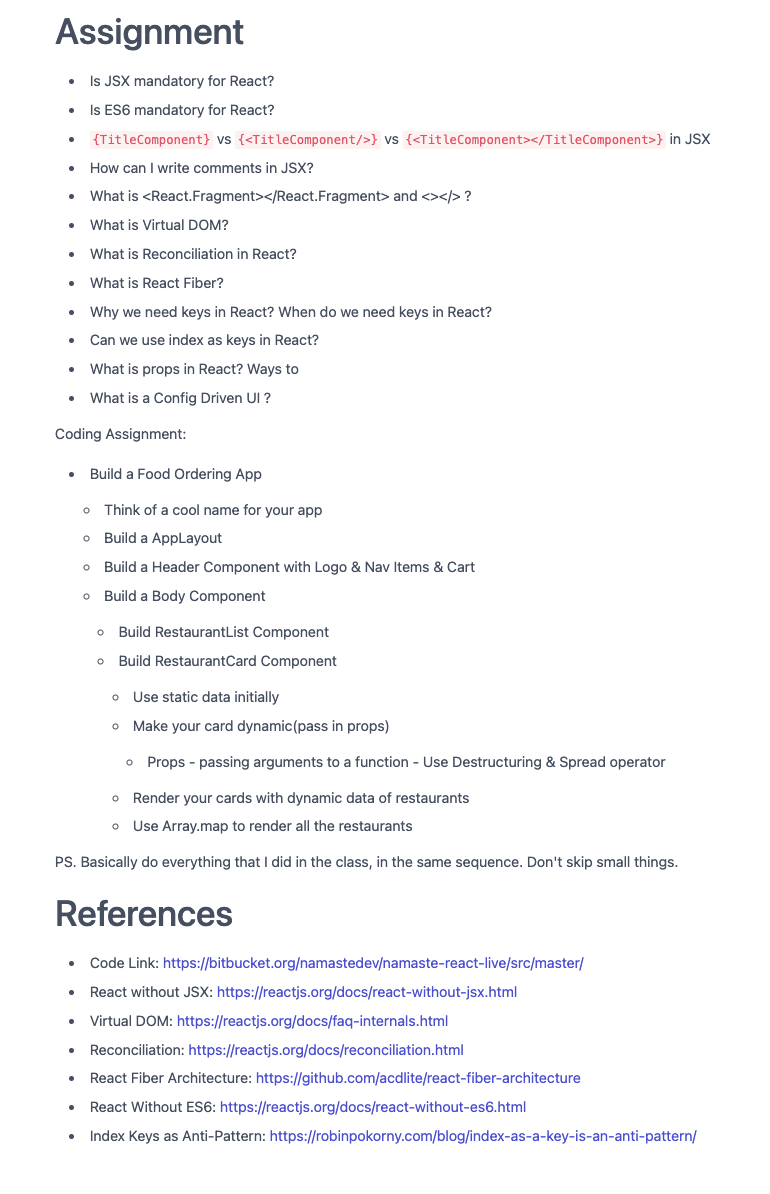 Assignment
Is JSX mandatory for React?
Is ES6 mandatory for React?
{TitleComponent} vs {<TitleComponent/>} vs {<TitleComponent></TitleComponent>} in JSX
How can I write comments in JSX?
What is <React.Fragment></React.Fragment> and <></> ?
What is Virtual DOM?
What is Reconciliation in React?
What is React Fiber?
Why we need keys in React? When do we need keys in React?
Can we use index as keys in React?
What is props in React? Ways to
What is a Config Driven UI ?
Coding Assignment:
Build a Food Ordering App
Think of a cool name for your app
Build a AppLayout
Build a Header Component with Logo & Nav Items & Cart
Build a Body Component
Build RestaurantList Component
Build RestaurantCard Component
Use static data initially
Make your card dynamic(pass in props)
Props - passing arguments to a function - Use Destructuring & Spread operator
Render your cards with dynamic data of restaurants
Use Array.map to render all the restaurants
PS. Basically do everything that I did in the class, in the same sequence. Don't skip small things.
References
Code Link: https://bitbucket.org/namastedev/namaste-react-live/src/master/
React without JSX: https://reactjs.org/docs/react-without-jsx.html
Virtual DOM: https://reactjs.org/docs/faq-internals.html
Reconciliation: https://reactjs.org/docs/reconciliation.html
React Fiber Architecture: https://github.com/acdlite/react-fiber-architecture
React Without ES6: https://reactjs.org/docs/react-without-es6.html
Index Keys as Anti-Pattern: https://robinpokorny.com/blog/index-as-a-key-is-an-anti-pattern/